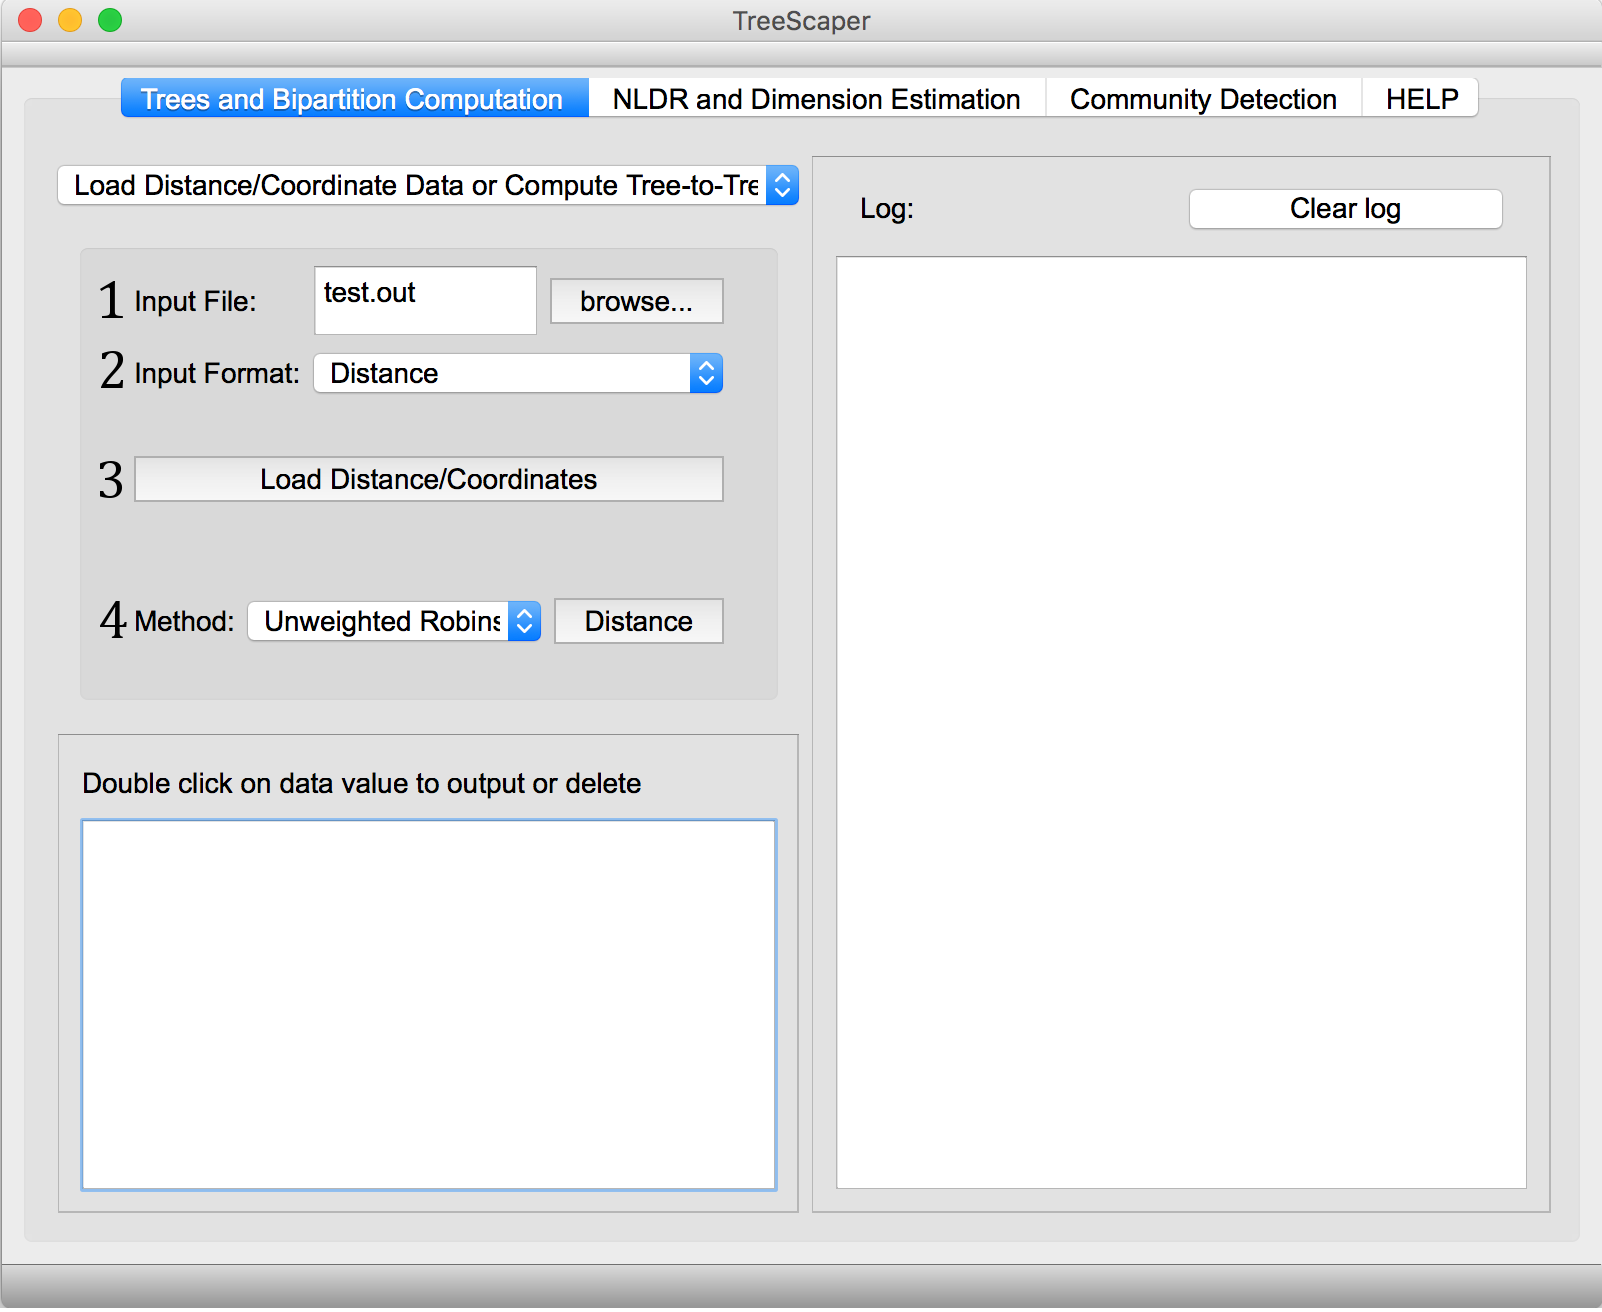 TreeScaper
Trees and Bipartition Computation NLDR and Dimension Estimation Community Detection HELP
Load Distance/Coordinate Data or Compute Tree-to-Tre
1 Input File: test.out browse...
2 Input Format: Distance
3 Load Distance/Coordinates
4 Method: Unweighted Robins Distance
Double click on data value to output or delete
Log: Clear log